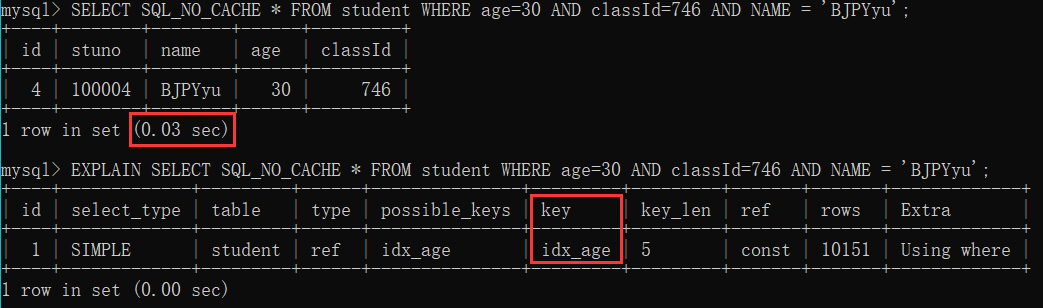 mysql> SELECT SQL_NO_CACHE * FROM student WHERE age=30 AND classId=746 AND NAME = 'BJPYyu';
+----+--------+--------+------+---------+
| id | stuno | name | age | classId |
+----+--------+--------+------+---------+
| 4 | 100004 | BJPYyu | 30 | 746 |
+----+--------+--------+------+---------+
1 row in set (0.03 sec)
mysql> EXPLAIN SELECT SQL_NO_CACHE * FROM student WHERE age=30 AND classId=746 AND NAME = 'BJPYyu';
+----+-------------+---------+------+---------------+---------+---------+-------+-------+-------------+
| id | select_type | table | type | possible_keys | key | key_len | ref | rows | Extra |
+----+-------------+---------+------+---------------+---------+---------+-------+-------+-------------+
| 1 | SIMPLE | student | ref | idx_age | idx_age | 5 | const | 10151 | Using where |
+----+-------------+---------+------+---------------+---------+---------+-------+-------+-------------+
1 row in set (0.00 sec)